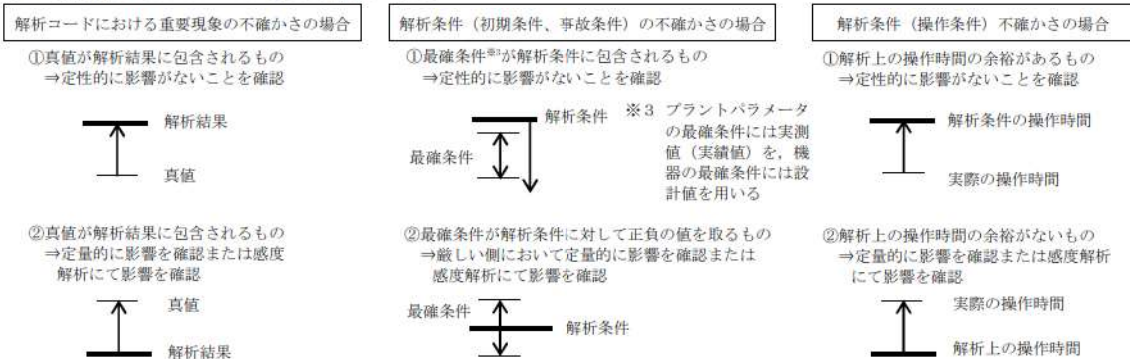 解析コードにおける重要現象の不確かさの場合
①真値が解析結果に包含されるもの
⇒定性的に影響がないことを確認
解析結果
真値
②真値が解析結果に包含されるもの
⇒定量的に影響を確認または感度
解析にて影響を確認
真値
解析結果
解析条件（初期条件、事故条件）の不確かさの場合
①最確条件※3が解析条件に包含されるもの
⇒定性的に影響がないことを確認
解析条件
最確条件
※3 プラントパラメータ
の最確条件には実測
値（実績値）を，機
器の最確条件には設
計値を用いる
②最確条件が解析条件に対して正負の値を取るもの
⇒厳しい側において定量的に影響を確認または
感度解析にて影響を確認
最確条件
解析条件
解析条件（操作条件）不確かさの場合
①解析上の操作時間の余裕があるもの
⇒定性的に影響がないことを確認
解析条件の操作時間
実際の操作時間
②解析上の操作時間の余裕がないもの
⇒定量的に影響を確認または感度解析
にて影響を確認
実際の操作時間
解析上の操作時間